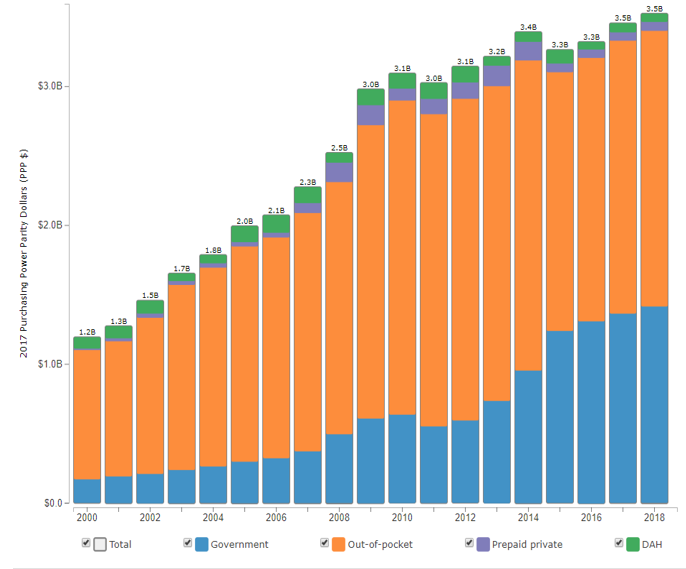 3.4B
3.5B
3.5B
3.3B
3.3B
3.2B
3.1B
3.1B
3.0B
3.0B
$3.0B
2.5B
2.3B
2.1B
2.0B
$2.0B
1.8B
1.7B
1.5B
1.3B
1.2B
$1.0B
$0.0
2017 Purchasing Power Parity Dollars (PPP $)
2000 2002 2004 2006 2008 2010 2012 2014 2016 2018
Total Government Out-of-pocket Prepaid private DAH